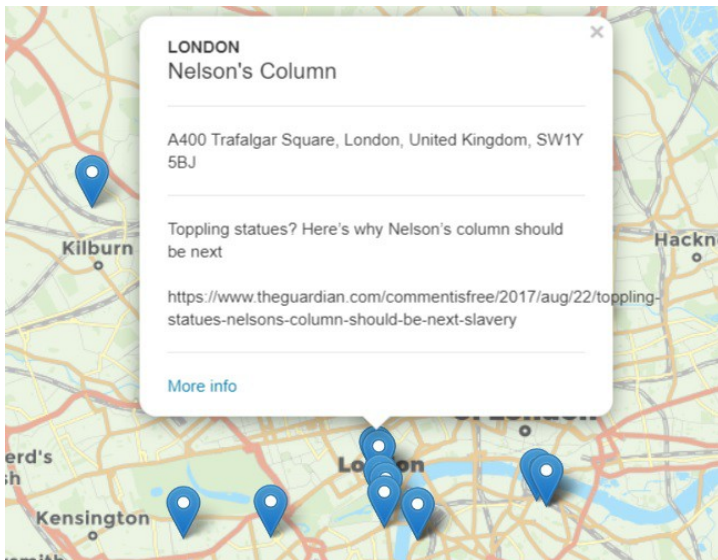 LONDON
×
Nelson's Column
A400 Trafalgar Square, London, United Kingdom, SW1Y
5BJ
Kilburn
Hackn
Toppling statues? Here’s why Nelson’s column should
be next
https://www.theguardian.com/commentisfree/2017/aug/22/toppling-
statues-nelsons-column-should-be-next-slavery
More info
erd's
sh
Kensington